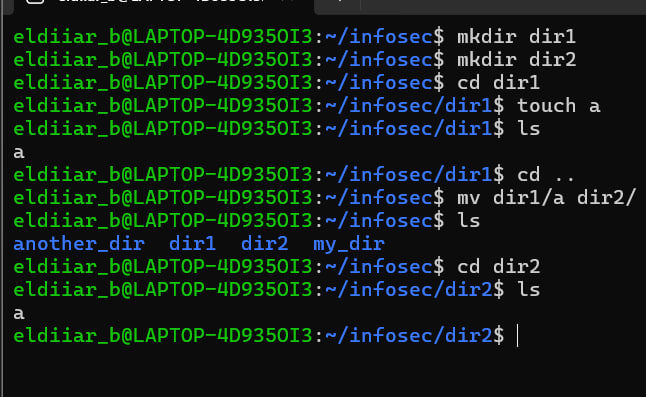 eldiiar_b@LAPTOP-4D935OI3:~/infosec$ mkdir dir1
eldiiar_b@LAPTOP-4D935OI3:~/infosec$ mkdir dir2
eldiiar_b@LAPTOP-4D935OI3:~/infosec$ cd dir1
eldiiar_b@LAPTOP-4D935OI3:~/infosec/dir1$ touch a
eldiiar_b@LAPTOP-4D935OI3:~/infosec/dir1$ ls
a
eldiiar_b@LAPTOP-4D935OI3:~/infosec/dir1$ cd ..
eldiiar_b@LAPTOP-4D935OI3:~/infosec$ mv dir1/a dir2/
eldiiar_b@LAPTOP-4D935OI3:~/infosec$ ls
another_dir  dir1  dir2  my_dir
eldiiar_b@LAPTOP-4D935OI3:~/infosec$ cd dir2
eldiiar_b@LAPTOP-4D935OI3:~/infosec/dir2$ ls
a
eldiiar_b@LAPTOP-4D935OI3:~/infosec/dir2$